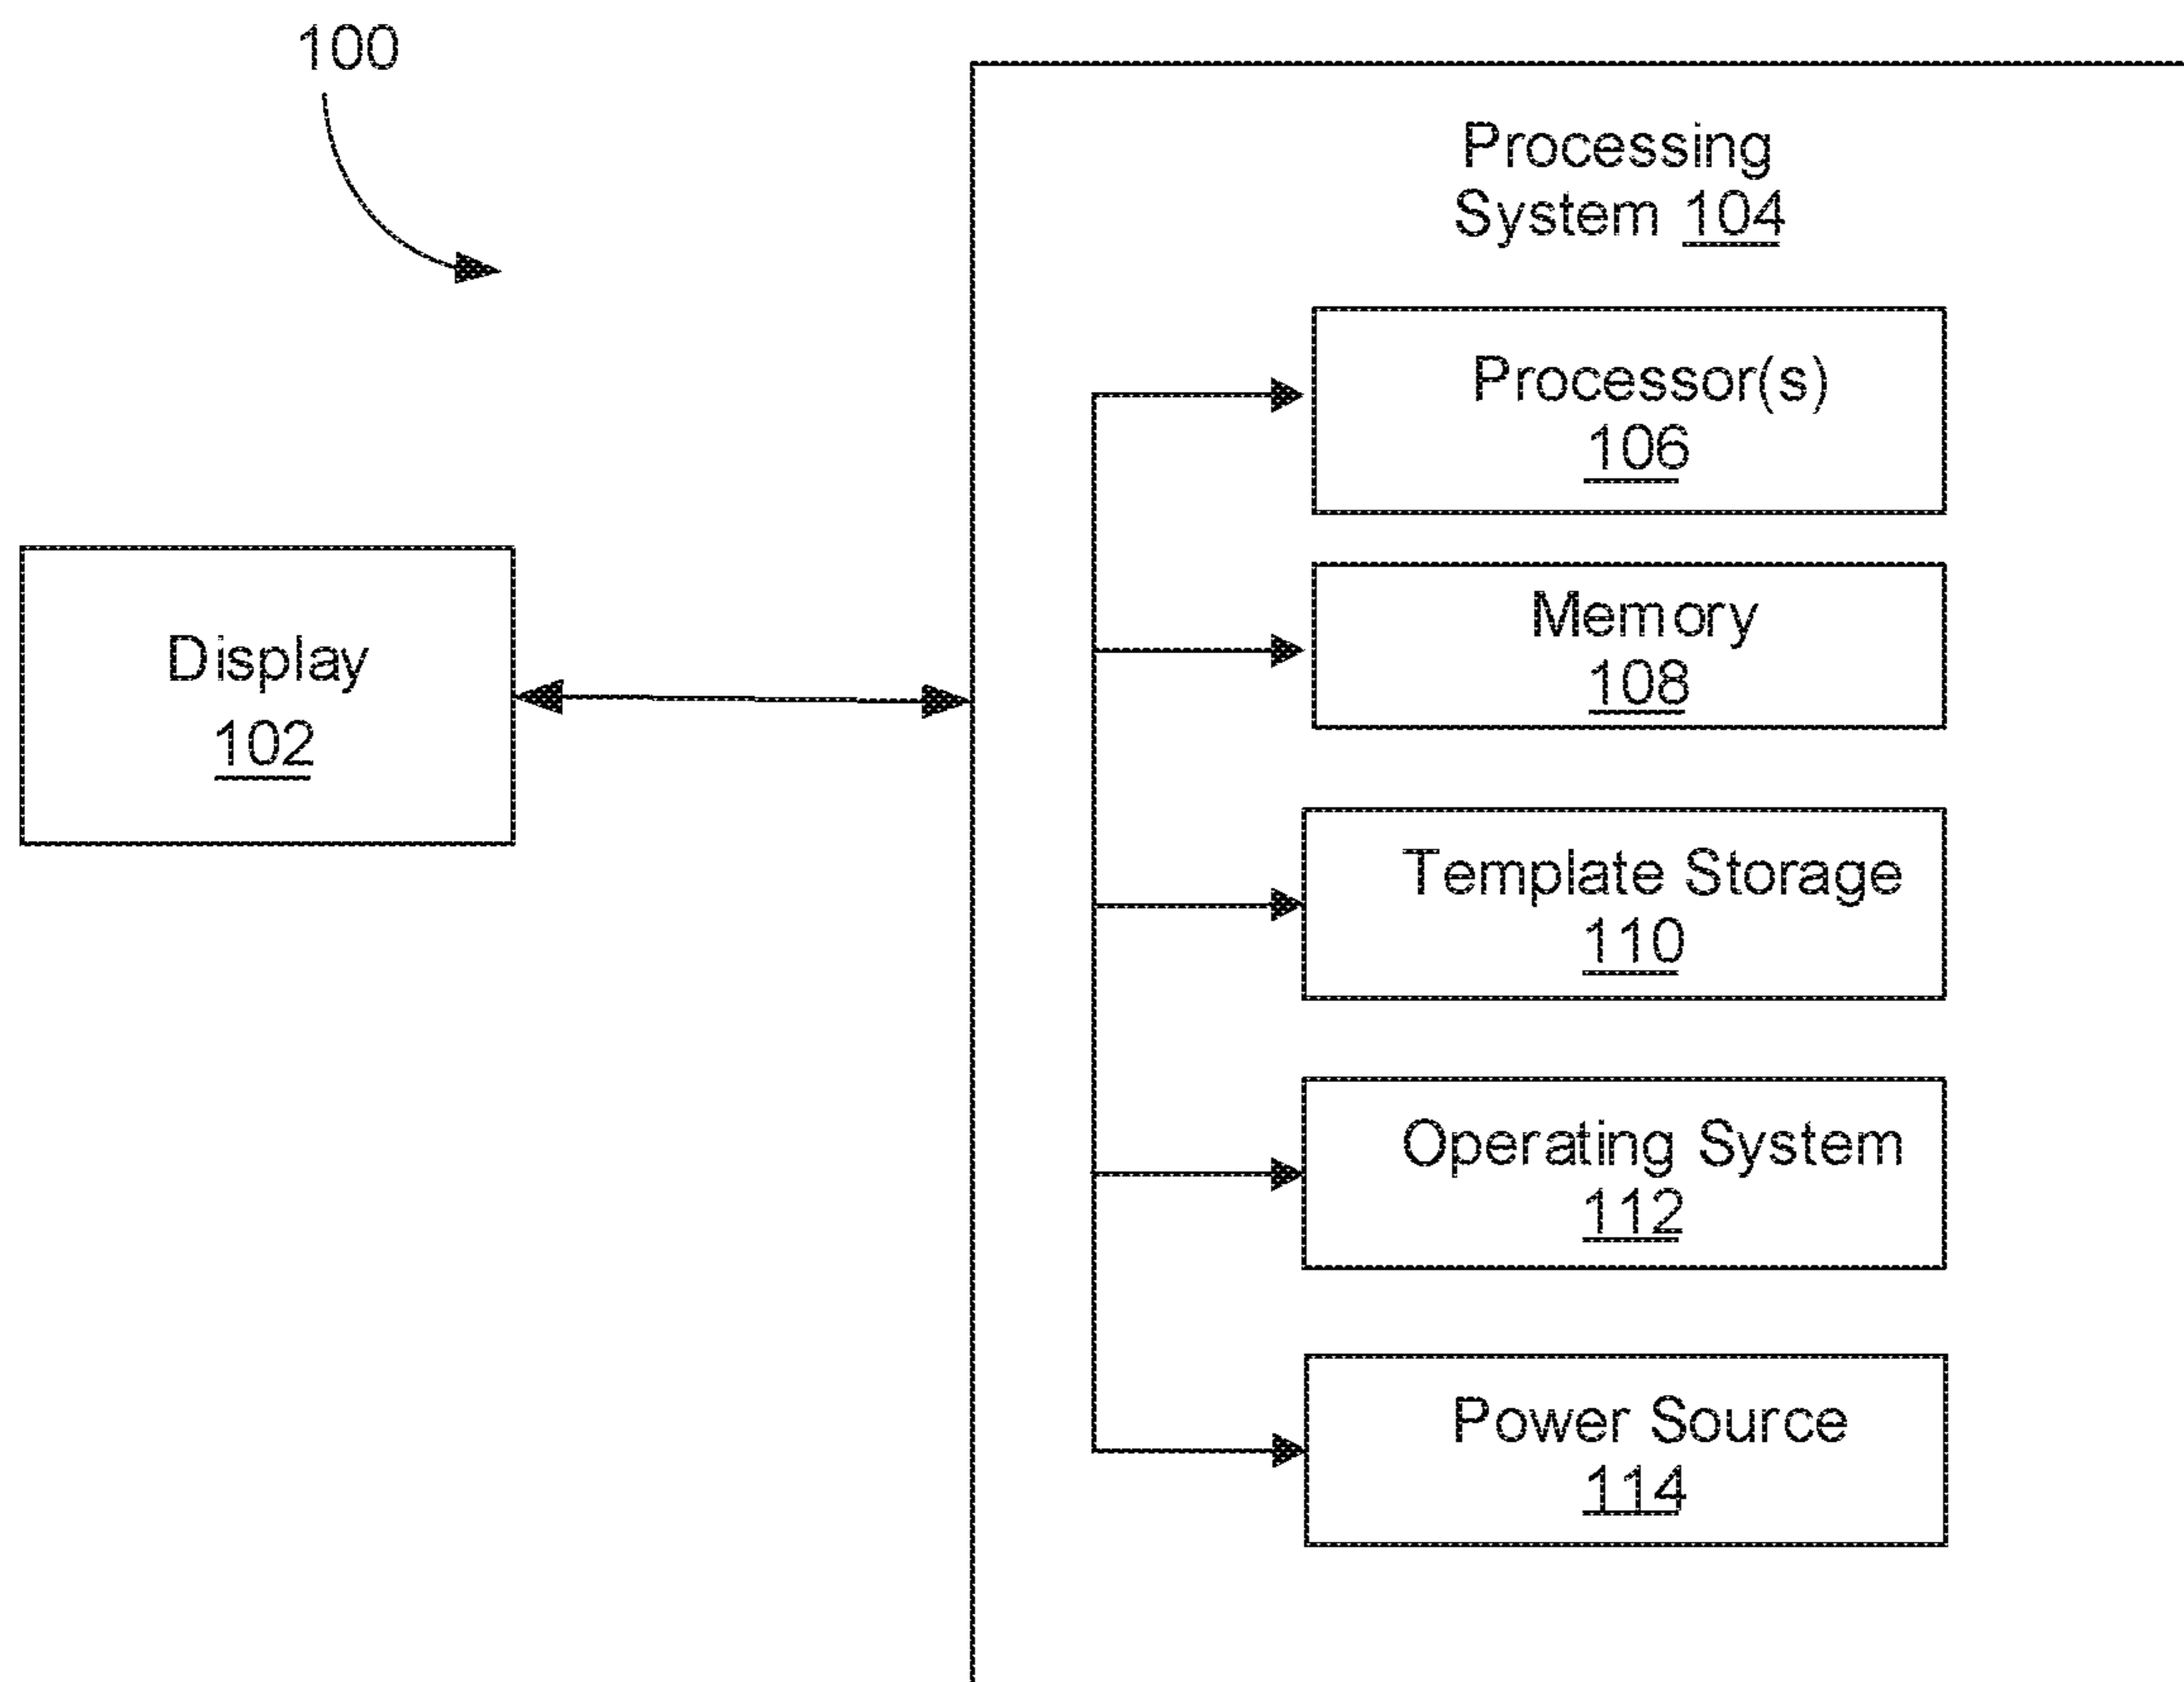 100
Processing
System 104
Processor(s)
106
Memory
108
Display
102
Template Storage
110
Operating System
112
Power Source
114